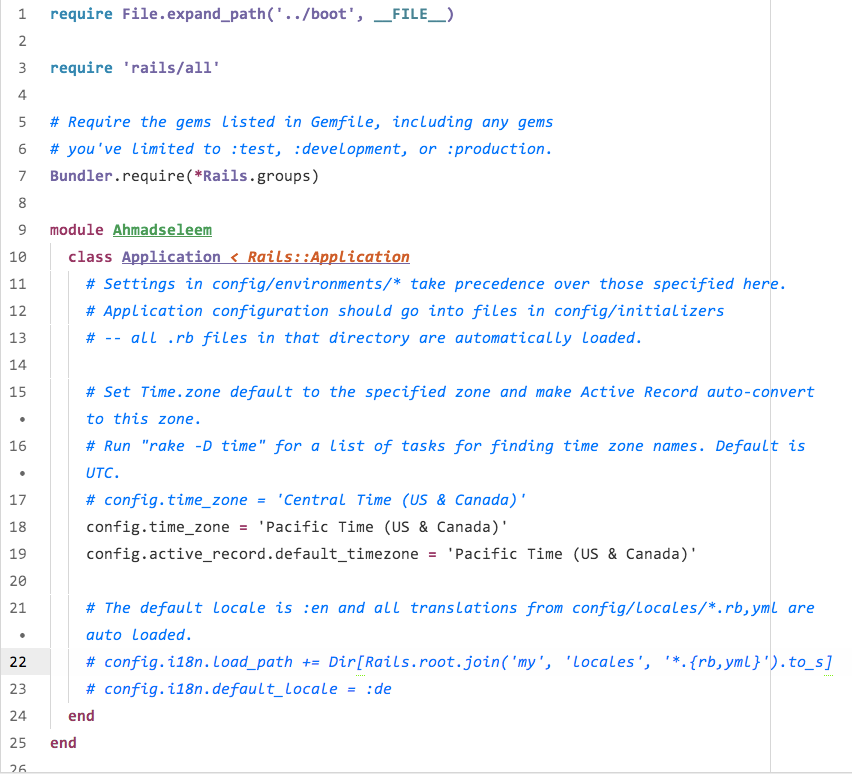 1 require File.expand_path('../boot', __FILE__)
2
3 require 'rails/all'
4
5 # Require the gems listed in Gemfile, including any gems
6 # you've limited to :test, :development, or :production.
7 Bundler.require(*Rails.groups)
8
9 module Ahmadseleem
10 class Application < Rails::Application
11 # Settings in config/environments/* take precedence over those specified here.
12 # Application configuration should go into files in config/initializers
13 # -- all .rb files in that directory are automatically loaded.
14
15 # Set Time.zone default to the specified zone and make Active Record auto-convert
• to this zone.
16 # Run "rake -D time" for a list of tasks for finding time zone names. Default is
• UTC.
17 # config.time_zone = 'Central Time (US & Canada)'
18 config.time_zone = 'Pacific Time (US & Canada)'
19 config.active_record.default_timezone = 'Pacific Time (US & Canada)'
20
21 # The default locale is :en and all translations from config/locales/*.rb,yml are
• auto loaded.
22 # config.i18n.load_path += Dir[Rails.root.join('my', 'locales', '*.{rb,yml}').to_s]
23 # config.i18n.default_locale = :de
24 end
25 end
26